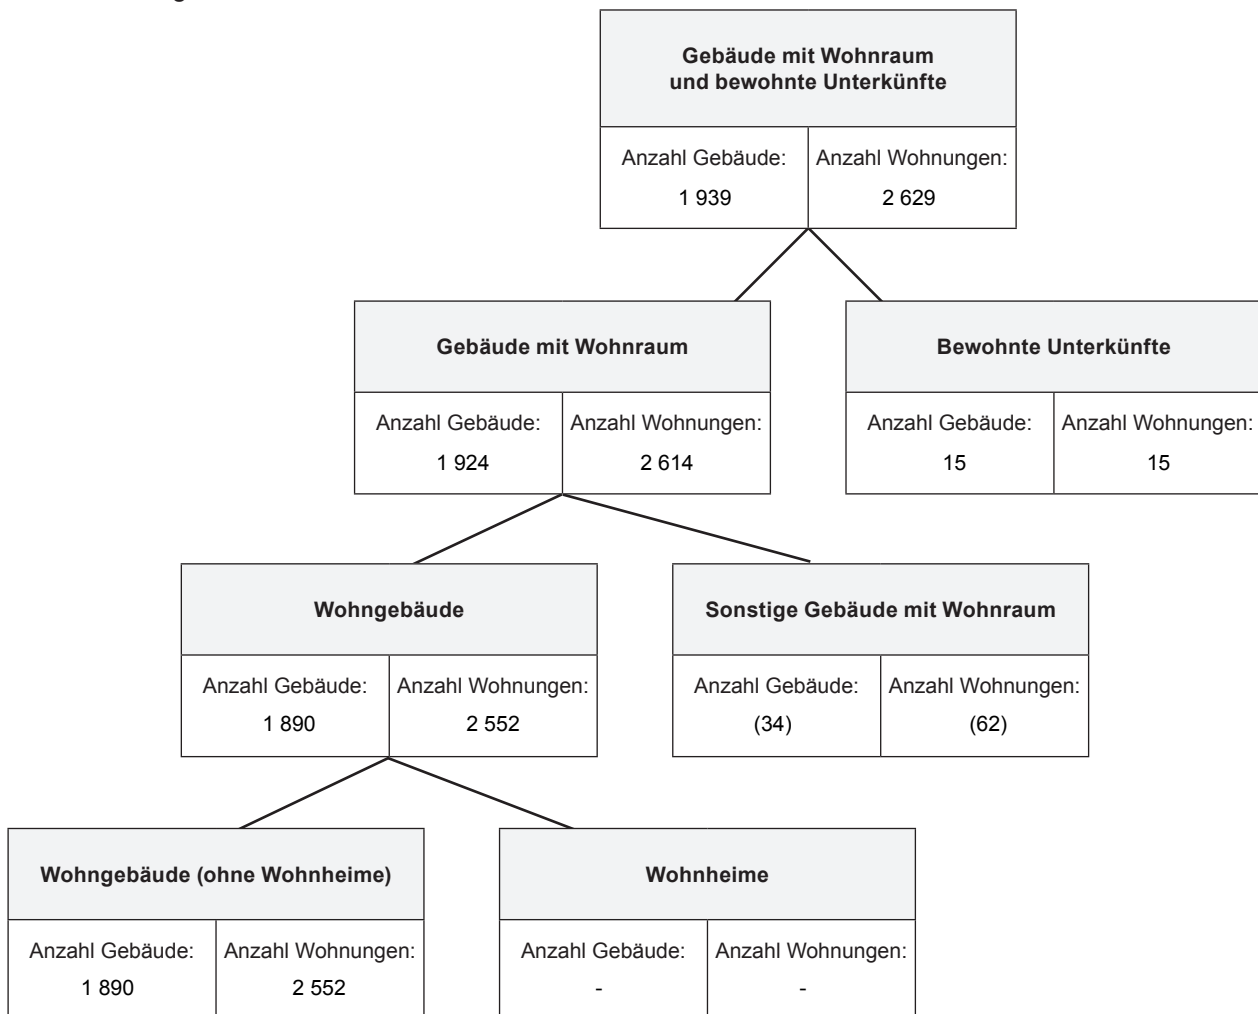 Gebäude mit Wohnraum
und bewohnte Unterkünfte
Anzahl Gebäude: Anzahl Wohnungen:
1 939 2 629
Gebäude mit Wohnraum Bewohnte Unterkünfte
Anzahl Gebäude: Anzahl Wohnungen: Anzahl Gebäude: Anzahl Wohnungen:
1 924 2 614 15 15
Wohngebäude Sonstige Gebäude mit Wohnraum
Anzahl Gebäude: Anzahl Wohnungen: Anzahl Gebäude: Anzahl Wohnungen:
1 890 2 552 (34) (62)
Wohngebäude (ohne Wohnheime) Wohnheime
Anzahl Gebäude: Anzahl Wohnungen: Anzahl Gebäude: Anzahl Wohnungen:
1 890 2 552 - -